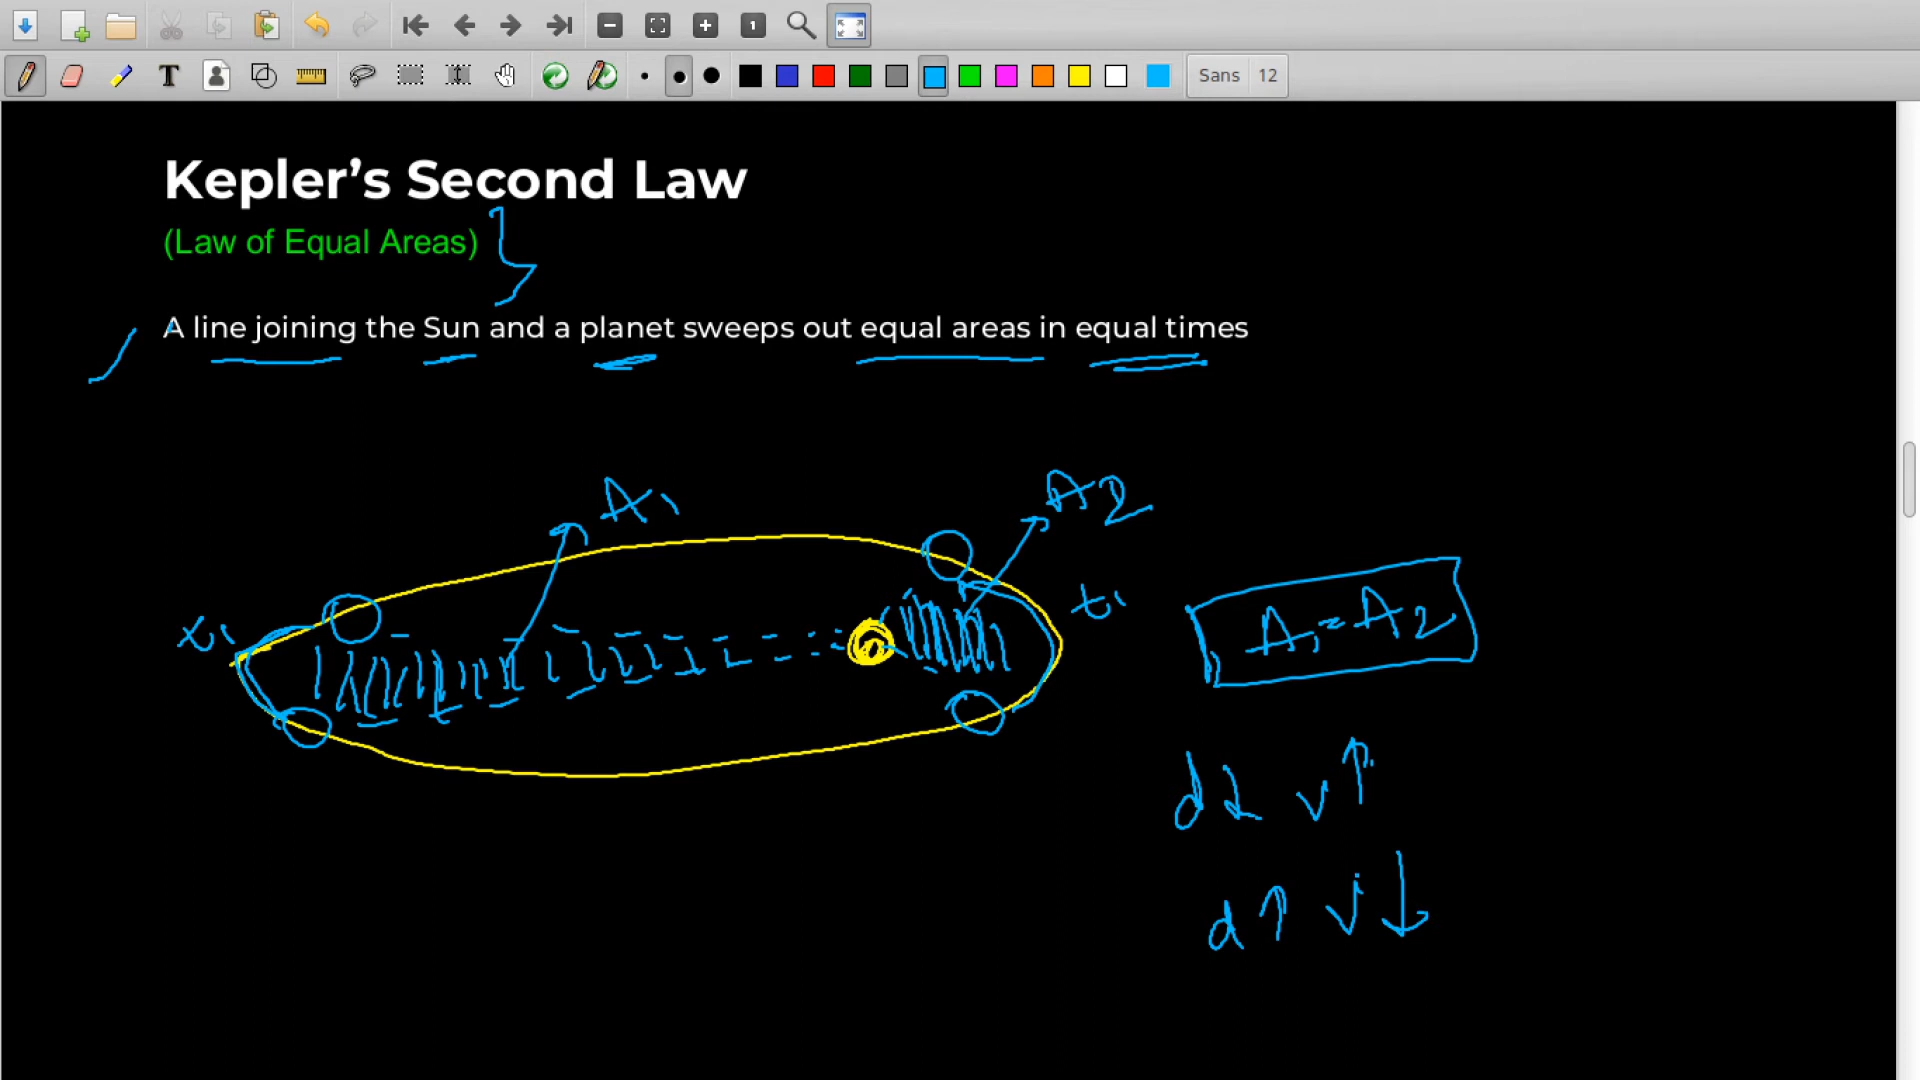 1
T
Sans 12
Kepler’s Second Law
(Law of Equal Areas)
A line joining the Sun and a planet sweeps out equal areas in equal times
A1
A2
t1
t1
A1=A2
d↓ v↑
d↑ v↓